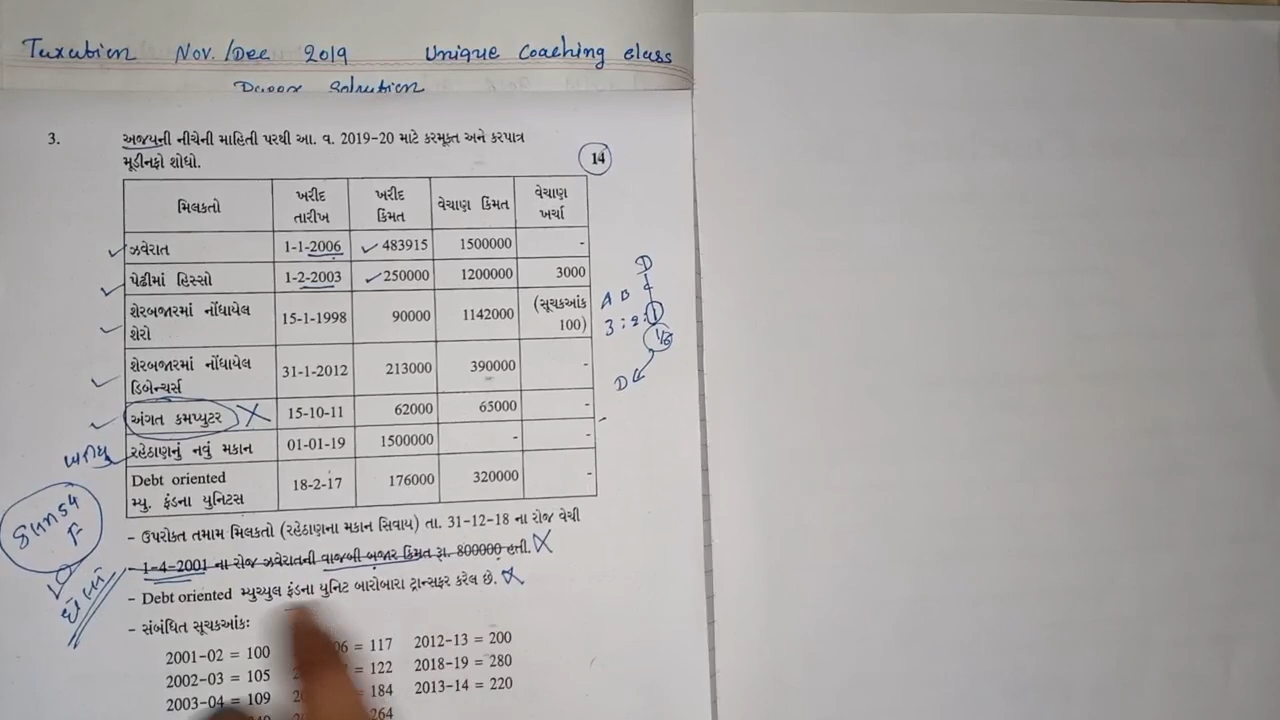 Taxation Nov./Dec 2019 Unique Coaching class
Paper Solution
3. અજયની નીચેની માહિતી પરથી આ. વ. 2019-20 માટે કરમુક્ત અને કરપાત્ર
મૂડીનફો શોધો. 14
મિલકતો ખરીદ તારીખ ખરીદ કિંમત વેચાણ કિંમત વેચાણ ખર્ચા
ઝવેરાત 1-1-2006 483915 1500000 -
પેઢીમાં હિસ્સો 1-2-2003 250000 1200000 3000
શેરબજારમાં નોંધાયેલ શેરો 15-1-1998 90000 1142000 (સૂચકઆંક 100)
શેરબજારમાં નોંધાયેલ ડિબેન્ચર્સ 31-1-2012 213000 390000 -
અંગત કમ્પ્યુટર 15-10-11 62000 65000 -
રહેઠાણનું નવું મકાન 01-01-19 1500000 - -
Debt oriented મ્યુ. ફંડના યુનિટસ 18-2-17 176000 320000 -
A B
3:2:1
1/6
D
D
- ઉપરોક્ત તમામ મિલકતો (રહેઠાણના મકાન સિવાય) તા. 31-12-18 ના રોજ વેચી
- 1-4-2001 ના રોજ ઝવેરાતની વાજબી બજાર કિંમત રૂા. 800000 હતી. X
- Debt oriented મ્યુચ્યુલ ફંડના યુનિટ બારોબારા ટ્રાન્સફર કરેલ છે. X
- સંબંધિત સૂચકઆંક:
2001-02 = 100 06 = 117 2012-13 = 200
2002-03 = 105 = 122 2018-19 = 280
2003-04 = 109 = 184 2013-14 = 220
264